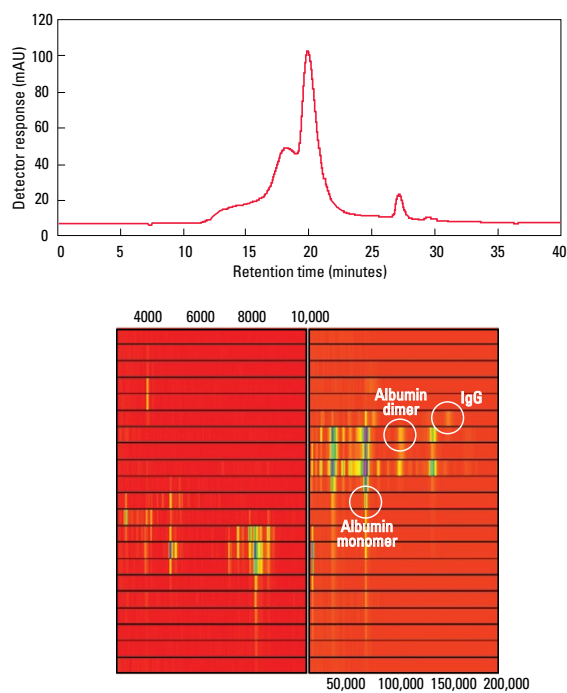 120
100
80
60
40
20
0
Detector response (mAU)
0 5 10 15 20 25 30 35 40
Retention time (minutes)
4000 6000 8000 10,000
Albumin
dimer
IgG
Albumin
monomer
50,000 100,000 150,000 200,000